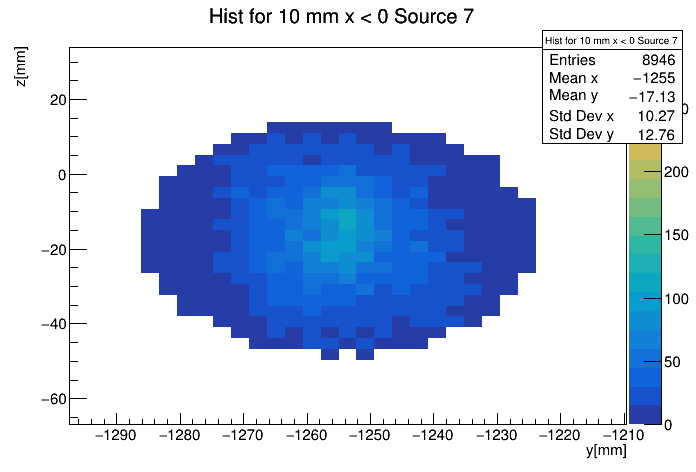 Hist for 10 mm x < 0 Source 7
Hist for 10 mm x < 0 Source 7
Entries 8946
Mean x −1255
Mean y −17.13
Std Dev x 10.27
Std Dev y 12.76
z[mm]
20
0
−20
−40
−60
−1290 −1280 −1270 −1260 −1250 −1240 −1230 −1220 −1210
y[mm]
200
150
100
50
0